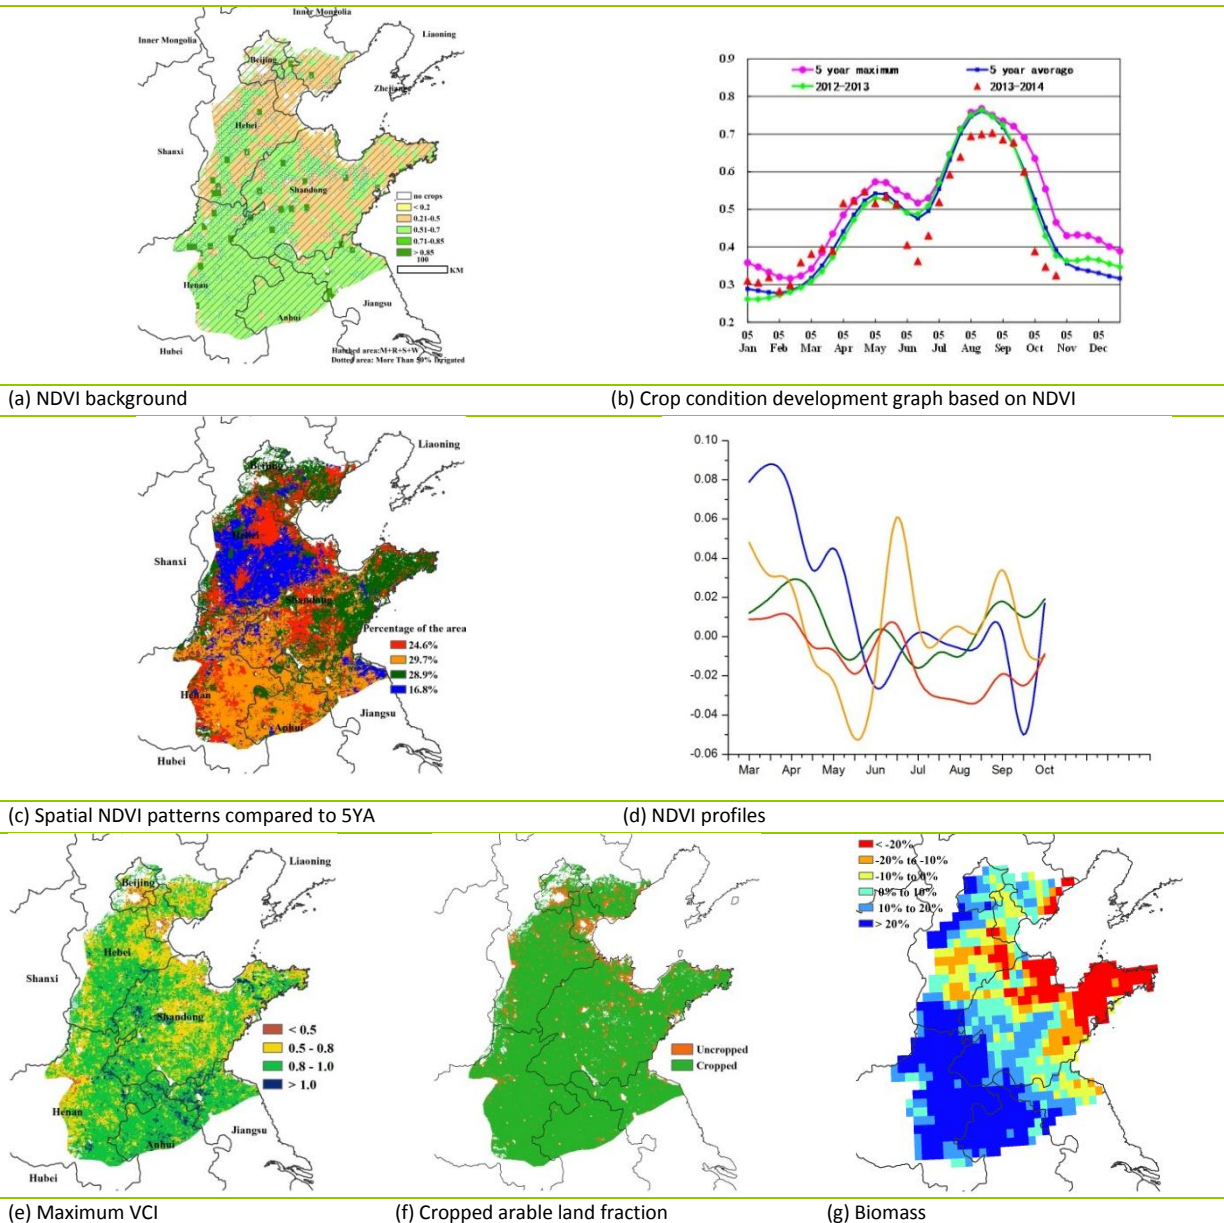 Inner Mongolia
Inner Mongolia
Liaoning
Beijing
Zhejiang
Hebei
Shanxi
Shandong
no crops
< 0.2
0.21-0.5
0.51-0.7
0.71-0.85
> 0.85
100
KM
Henan
Jiangsu
Anhui
Hubei
Hatched area:M+R+S+W
Dotted area: More Than 50% Irrigated
0.9
0.8
0.7
0.6
0.5
0.4
0.3
0.2
5 year maximum
5 year average
2012-2013
2013-2014
05 05 05 05 05 05 05 05 05 05 05 05
Jan Feb Mar Apr May Jun Jul Aug Sep Oct Nov Dec
(a) NDVI background
(b) Crop condition development graph based on NDVI
Liaoning
Beijing
Hebei
Shanxi
Shandong
Percentage of the area
24.6%
29.7%
28.9%
16.8%
Henan
Jiangsu
Anhui
Hubei
0.10
0.08
0.06
0.04
0.02
0.00
-0.02
-0.04
-0.06
Mar Apr May Jun Jul Aug Sep Oct
(c) Spatial NDVI patterns compared to 5YA
(d) NDVI profiles
Liaoning
Beijing
Hebei
Shanxi
Shandong
< 0.5
0.5 - 0.8
0.8 - 1.0
> 1.0
Henan
Jiangsu
Anhui
Hubei
Uncropped
Cropped
< -20%
-20% to -10%
-10% to 0%
0% to 10%
10% to 20%
> 20%
(e) Maximum VCI
(f) Cropped arable land fraction
(g) Biomass